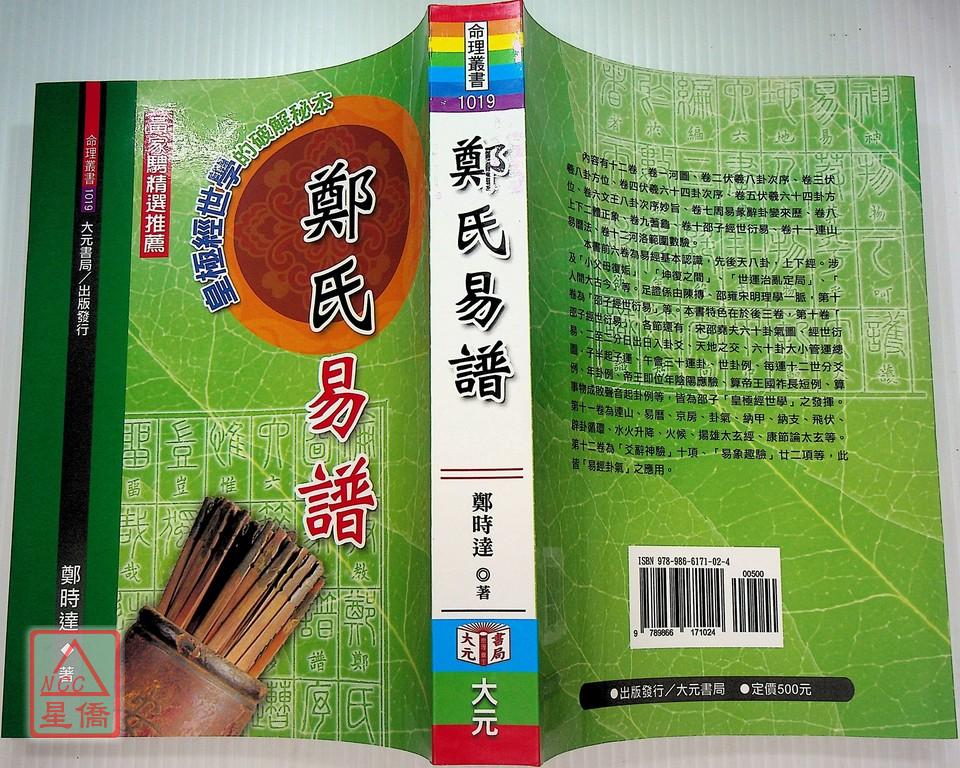 黃家騁精選推薦
皇極經世學的破解秘本
鄭氏易譜
命理叢書 1019 大元書局／出版發行
鄭時達 著
NCC
星僑
命理叢書
1019
鄭氏易譜
鄭時達◎著
大元書局
大元
內容有十二卷：卷一河圖、卷二伏羲八卦次序、卷三伏
羲八卦方位、卷四伏羲六十四卦次序、卷五伏羲六十四卦方
位、卷六文王八卦次序妙旨、卷七周易彖辭卦變來歷、卷八
上下二體正象、卷九蓍龜、卷十邵子經世衍易、卷十一連山
易曆法、卷十二河洛範圍數驗。
本書前六卷為易經基本認識，先後天八卦，上下經。涉
及「小父母復姤」、「坤復之間」、「世運治亂定局」、「
人間大古今」等。足證係由陳摶、邵雍宋明理學一脈，第十
卷為「邵子經世衍易」等。本書特色在於後三卷，第十卷「
邵子經世衍易」，各節還有：宋邵堯夫六十卦氣圖、經世衍
易、二至二分日出日入卦爻、天地之交、六十卦大小管運總
圖，子半起子運、午會三十運卦、世卦例、每運十二世分爻
例、年卦例、帝王即位年陰陽應驗、算帝王國祚長短例、算
事物成敗聲音起卦例等，皆為邵子「皇極經世學」之發揮。
第十一卷為連山、易曆、京房、卦氣、納甲、納支、飛伏、
辟卦循環、水火升降、火候、揚雄太玄經、康節論太玄等。
第十二卷為「爻辭神驗」十項、「易象趣驗」廿二項等，此
皆「易經卦氣」之應用。
ISBN 978-986-6171-02-4
00500
9 789866 171024
●出版發行／大元書局 ●定價500元